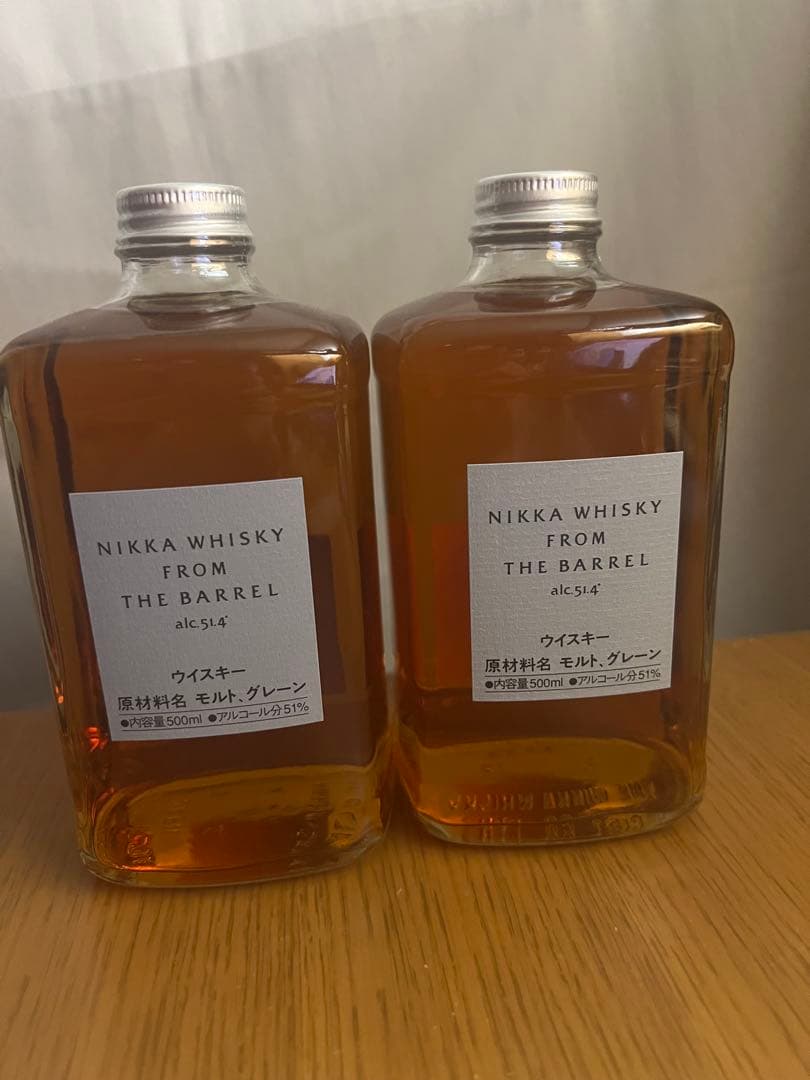 NIKKA WHISKY
FROM
THE BARREL
alc.51.4°
ウイスキー
原材料名 モルト、グレーン
●内容量500ml ●アルコール分51%
NIKKA WHISKY
FROM
THE BARREL
alc.51.4°
ウイスキー
原材料名 モルト、グレーン
●内容量500ml ●アルコール分51%